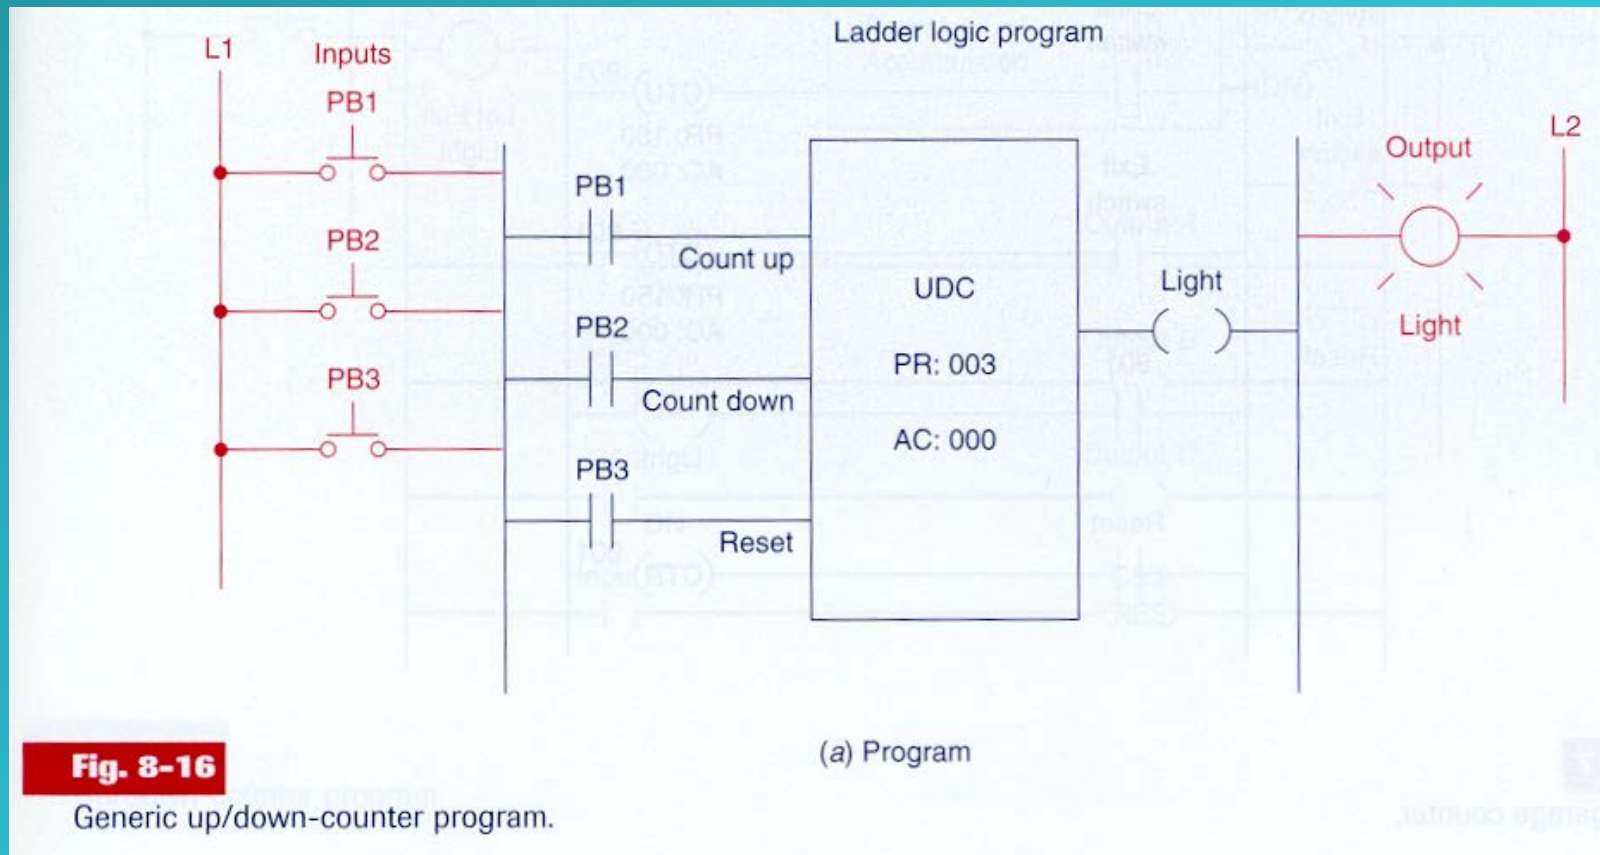 Ladder logic program
L1
Inputs
PB1
PB2
PB3
PB1
Count up
PB2
Count down
PB3
Reset
UDC
PR: 003
AC: 000
Light
Output
L2
Light
(a) Program
Fig. 8-16
Generic up/down-counter program.